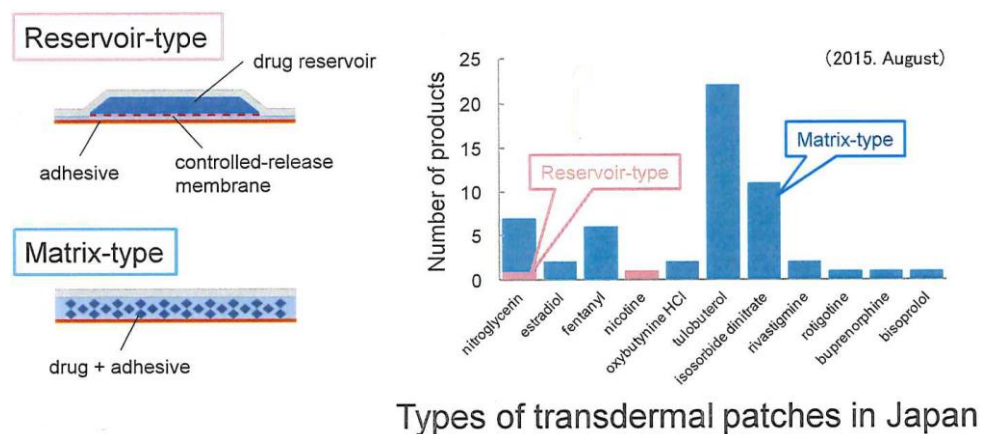 Reservoir-type
drug reservoir
adhesive
controlled-release
membrane
Matrix-type
drug + adhesive
(2015. August)
Number of products
25
20
15
10
5
0
Reservoir-type
Matrix-type
nitroglycerin
estradiol
fentanyl
nicotine
oxybutynine HCl
tulobuterol
isosorbide dinitrate
rivastigmine
rotigotine
buprenorphine
bisoprolol
Types of transdermal patches in Japan